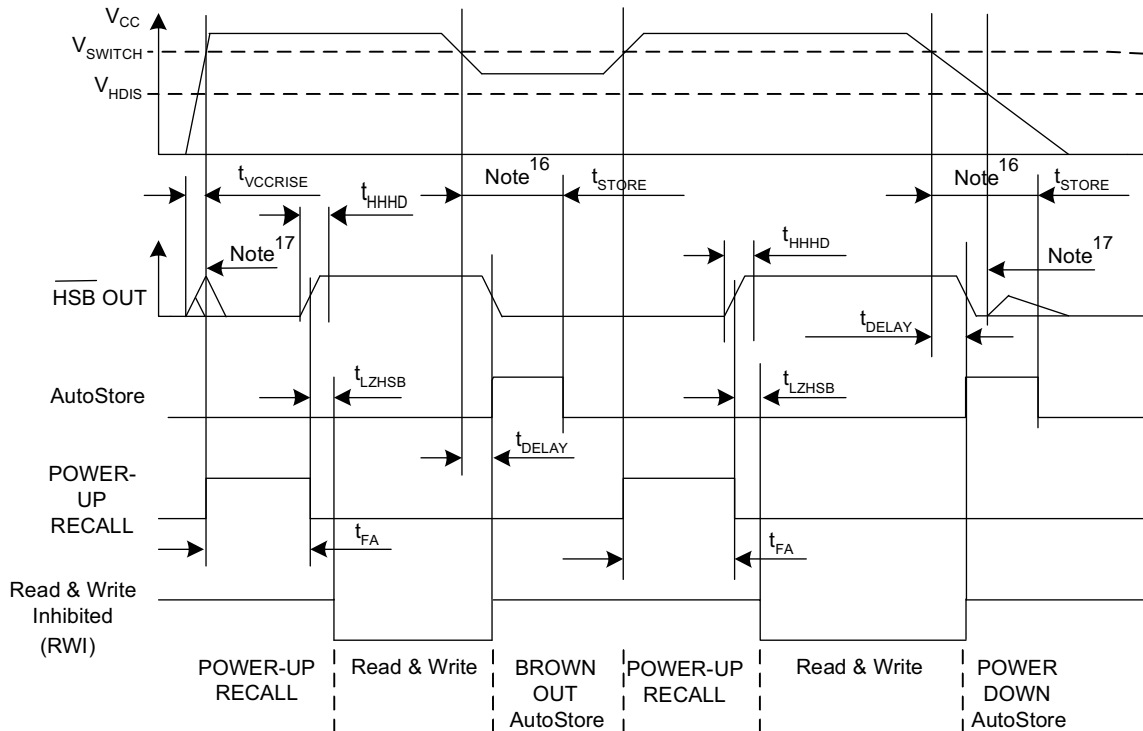 VCC
VSWITCH
VHDIS
tVCCRISE
Note16
tSTORE
Note16
tSTORE
tHHHD
Note17
tHHHD
Note17
HSB OUT
tDELAY
tLZHSB
tLZHSB
AutoStore
tDELAY
POWER-
UP
RECALL
tFA
tFA
Read & Write
Inhibited
(RWI)
POWER-UP
RECALL
Read & Write
BROWN
OUT
AutoStore
POWER-UP
RECALL
Read & Write
POWER
DOWN
AutoStore